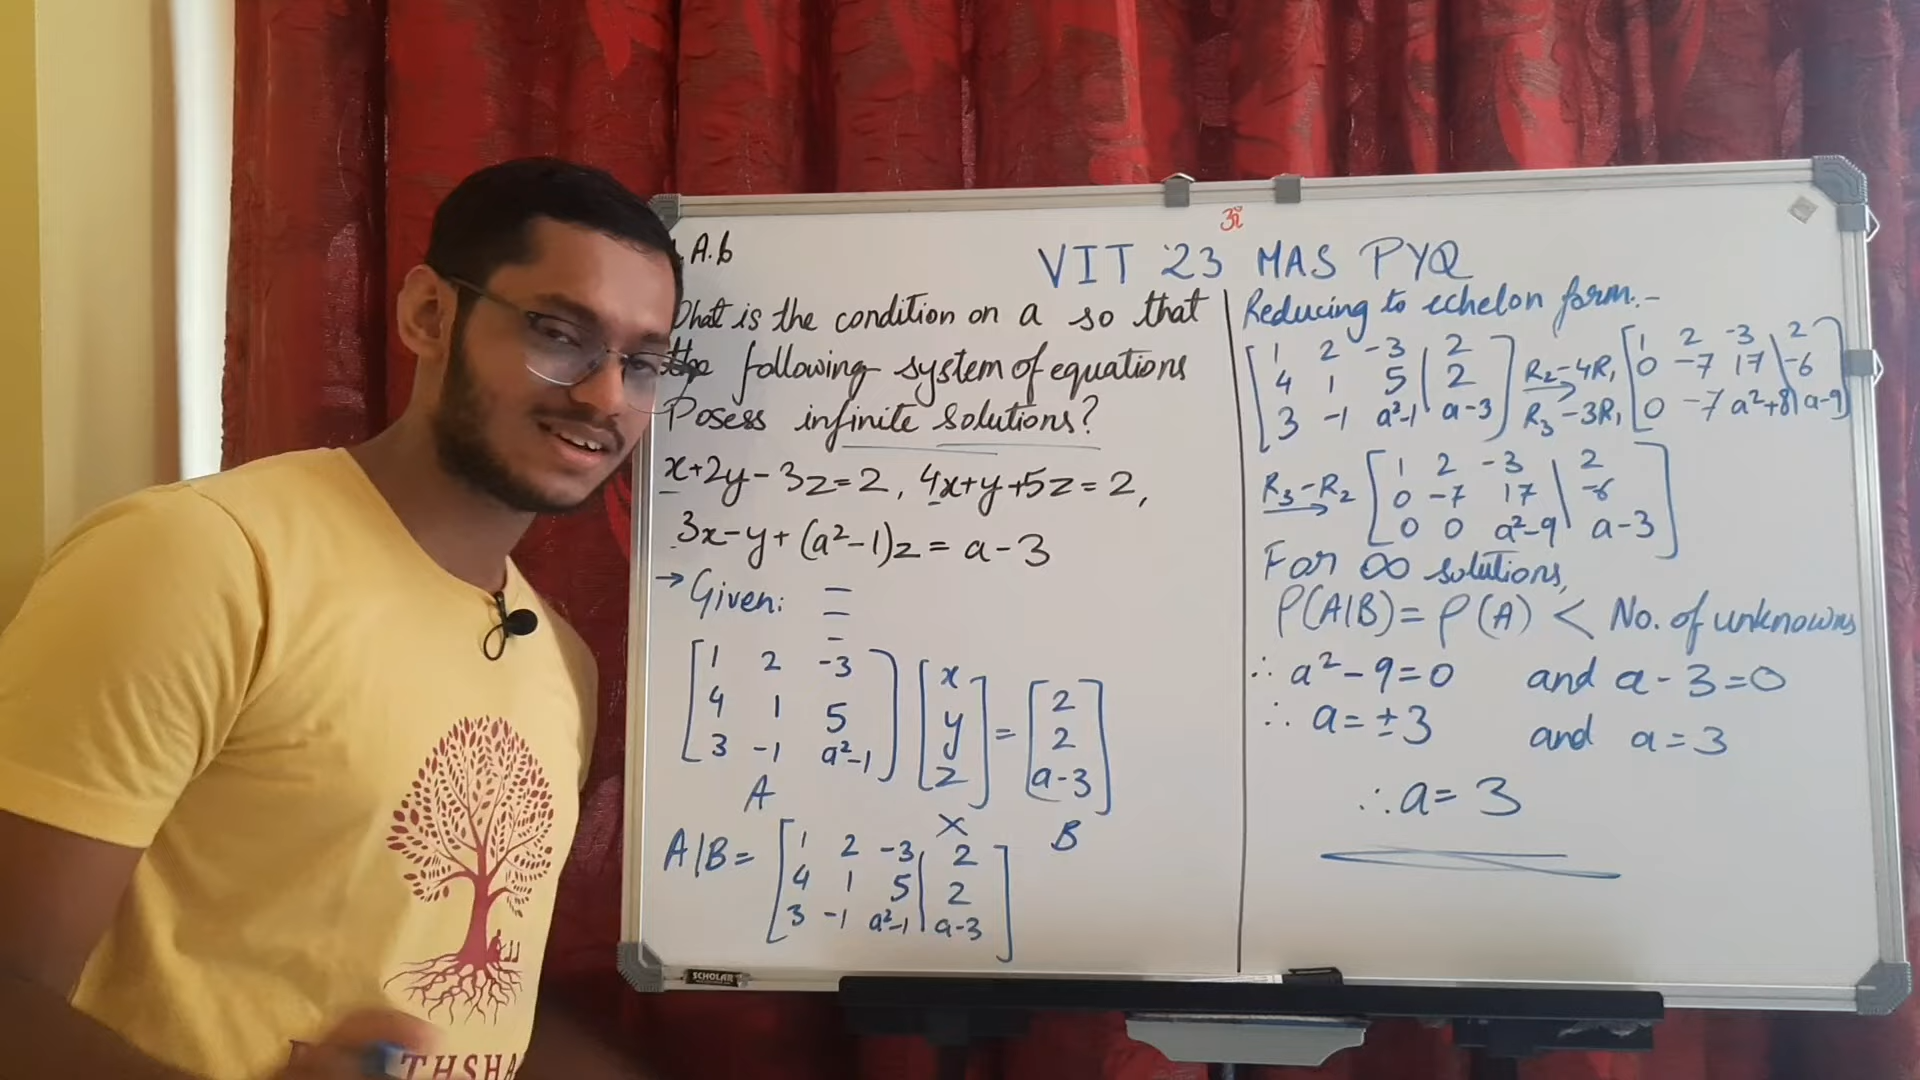 ॐ
VIT '23 MAS PYQ
A.b
What is the condition on a so that
the following system of equations
Posess infinite solutions?
x+2y-3z=2, 4x+y+5z=2,
3x-y+(a²-1)z = a-3
→ Given:
[1 2 -3] [x] [2]
[4 1 5] [y] = [2]
[3 -1 a²-1] [z] [a-3]
A X B
A|B = [1 2 -3 | 2]
[4 1 5 | 2]
[3 -1 a²-1 | a-3]
Reducing to echelon form:-
[1 2 -3 | 2] [1 2 -3 | 2]
[4 1 5 | 2] R₂-4R₁ → [0 -7 17 | -6]
[3 -1 a²-1 | a-3] R₃-3R₁ [0 -7 a²+8 | a-9]
R₃-R₂ → [1 2 -3 | 2]
[0 -7 17 | -6]
[0 0 a²-9 | a-3]
For ∞ solutions,
ρ(A|B) = ρ(A) < No. of unknowns
∴ a²-9=0 and a-3=0
∴ a=±3 and a=3
∴ a= 3
SCHOLAR
THSHA